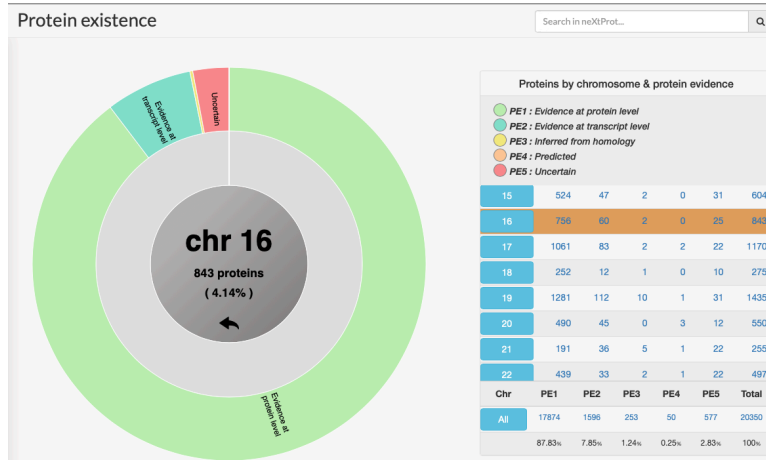 Protein existence
Search in neXtProt...
Uncertain
Evidence at
transcript level
chr 16
843 proteins
( 4.14% )
Evidence at
protein level
Proteins by chromosome & protein evidence
PE1 : Evidence at protein level
PE2 : Evidence at transcript level
PE3 : Inferred from homology
PE4 : Predicted
PE5 : Uncertain
15 524 47 2 0 31 604
16 756 60 2 0 25 843
17 1061 83 2 2 22 1170
18 252 12 1 0 10 275
19 1281 112 10 1 31 1435
20 490 45 0 3 12 550
21 191 36 5 1 22 255
22 439 33 2 1 22 497
Chr PE1 PE2 PE3 PE4 PE5 Total
All 17874 1596 253 50 577 20350
87.83% 7.85% 1.24% 0.25% 2.83% 100%